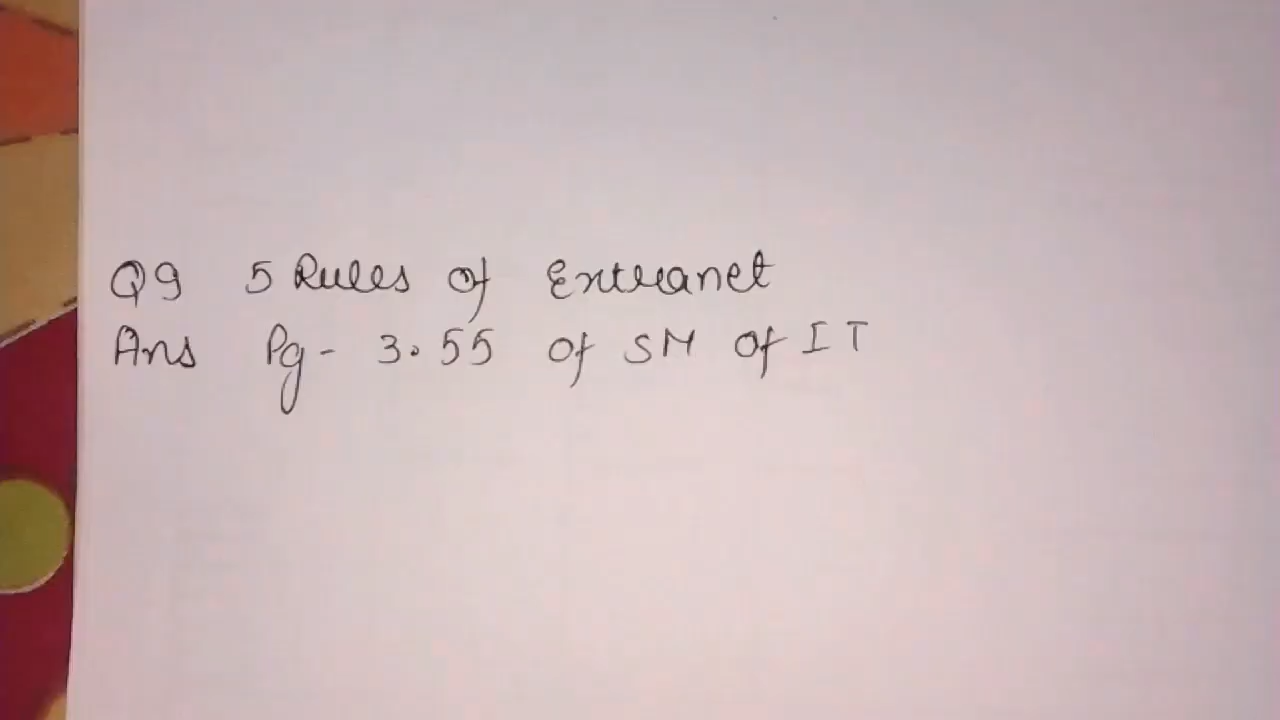 Q9 5 Rules of Extranet
Ans Pg- 3.55 of SM of IT